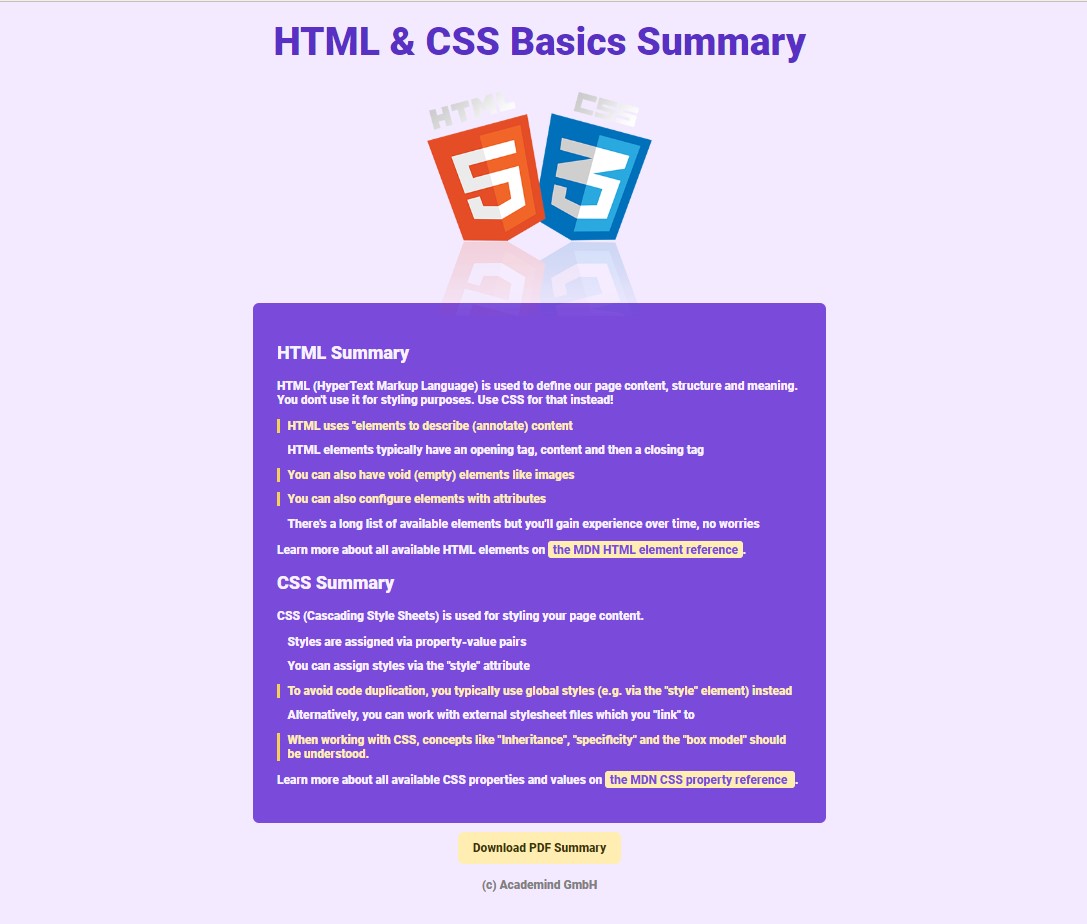 HTML & CSS Basics Summary
HTML CSS
5 3
HTML Summary
HTML (HyperText Markup Language) is used to define our page content, structure and meaning.
You don't use it for styling purposes. Use CSS for that instead!
HTML uses "elements to describe (annotate) content
HTML elements typically have an opening tag, content and then a closing tag
You can also have void (empty) elements like images
You can also configure elements with attributes
There's a long list of available elements but you'll gain experience over time, no worries
Learn more about all available HTML elements on the MDN HTML element reference.
CSS Summary
CSS (Cascading Style Sheets) is used for styling your page content.
Styles are assigned via property-value pairs
You can assign styles via the "style" attribute
To avoid code duplication, you typically use global styles (e.g. via the "style" element) instead
Alternatively, you can work with external stylesheet files which you "link" to
When working with CSS, concepts like "Inheritance", "specificity" and the "box model" should
be understood.
Learn more about all available CSS properties and values on the MDN CSS property reference .
Download PDF Summary
(c) Academind GmbH